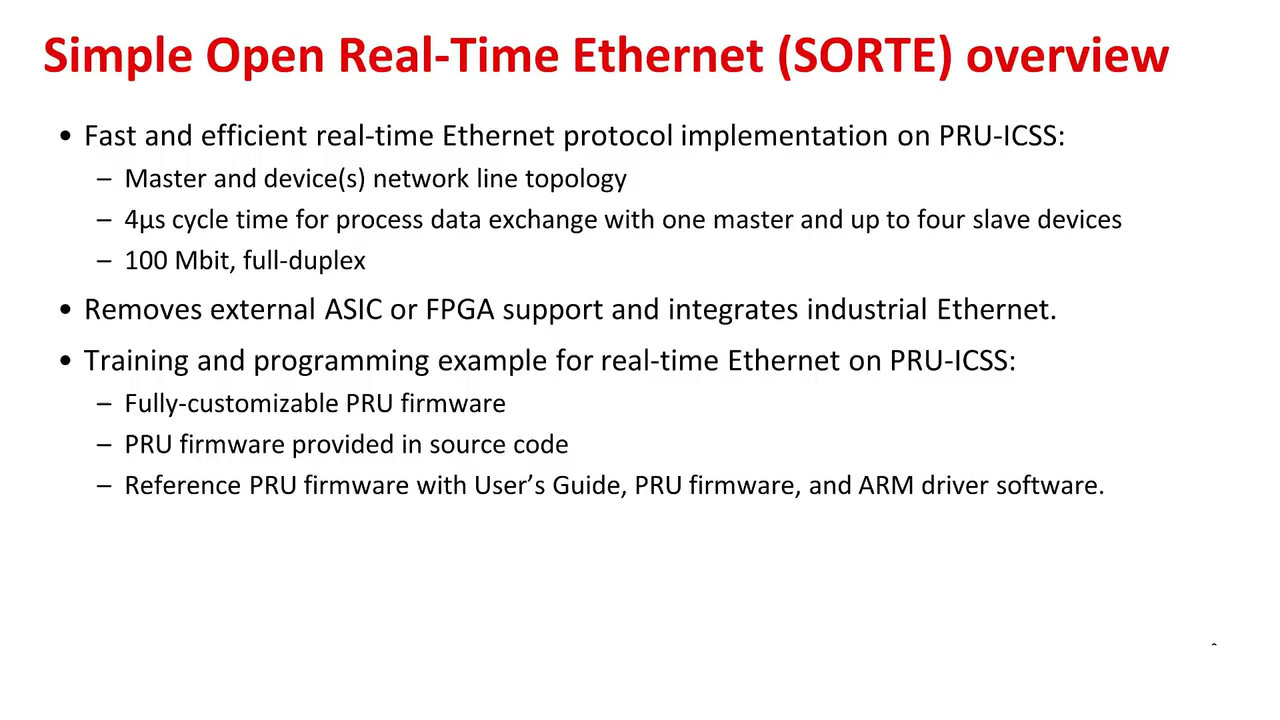 Simple Open Real-Time Ethernet (SORTE) overview
• Fast and efficient real-time Ethernet protocol implementation on PRU-ICSS:
– Master and device(s) network line topology
– 4µs cycle time for process data exchange with one master and up to four slave devices
– 100 Mbit, full-duplex
• Removes external ASIC or FPGA support and integrates industrial Ethernet.
• Training and programming example for real-time Ethernet on PRU-ICSS:
– Fully-customizable PRU firmware
– PRU firmware provided in source code
– Reference PRU firmware with User’s Guide, PRU firmware, and ARM driver software.